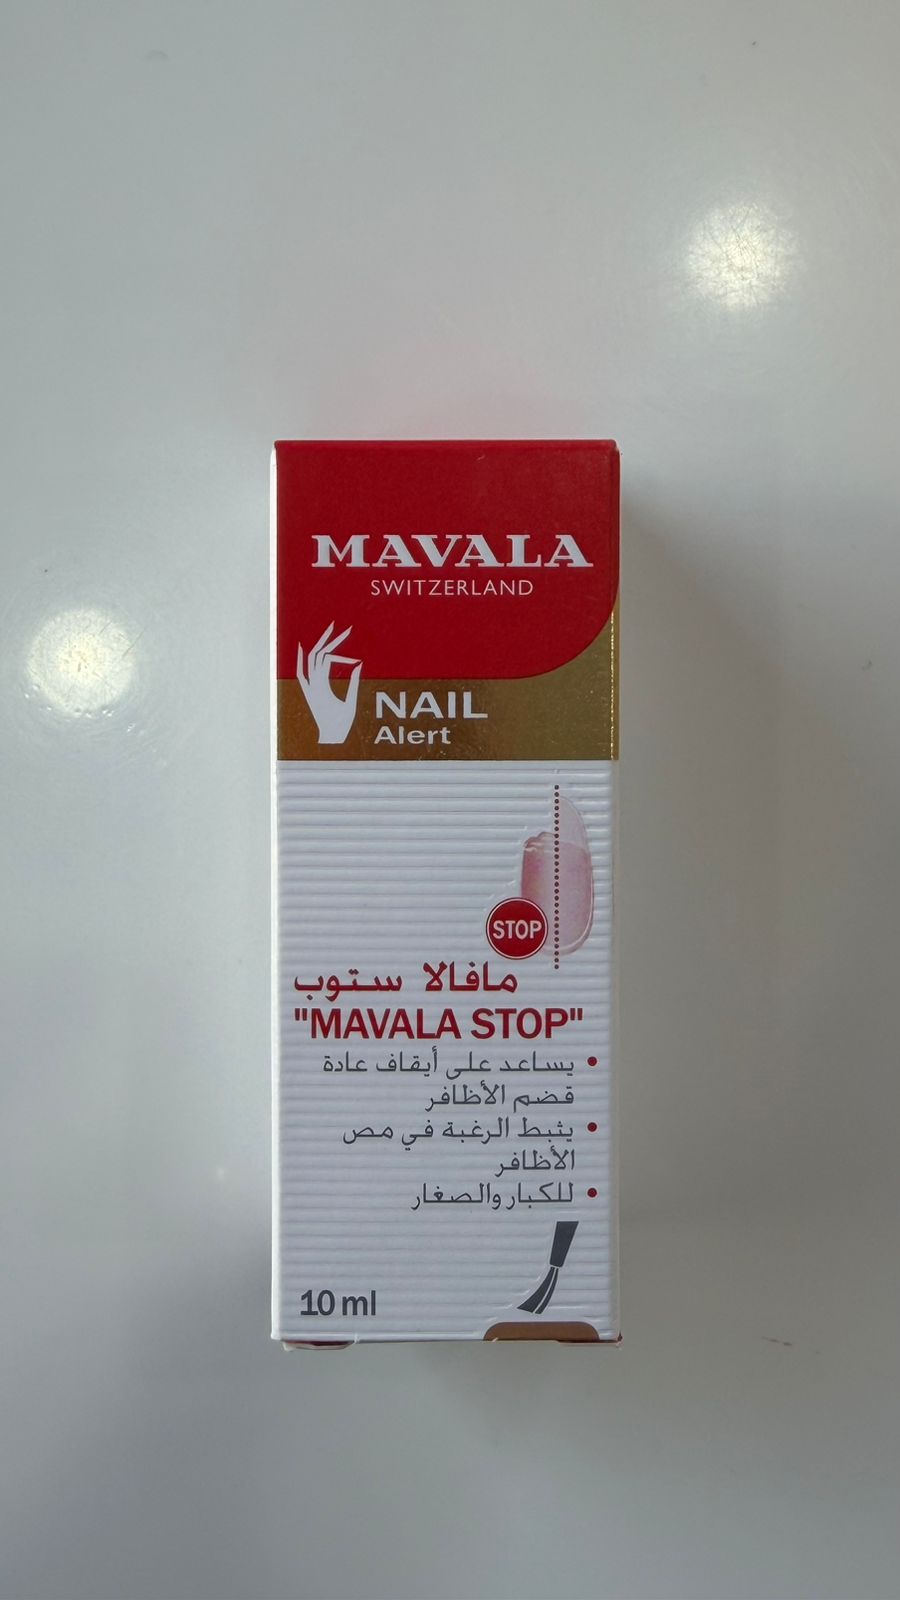 MAVALA
SWITZERLAND
NAIL
Alert
STOP
مافالا ستوب
"MAVALA STOP"
• يساعد على أيقاف عادة
قضم الأظافر
• يثبط الرغبة في مص
الأظافر
• للكبار والصغار
10 ml